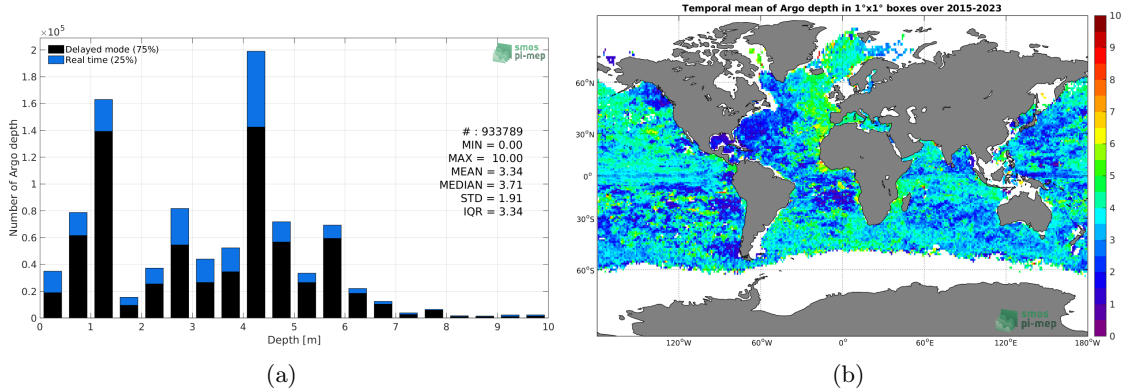 ×10⁵
Delayed mode (75%)
Real time (25%)
smos
pi-mep
2
1.8
1.6
1.4
1.2
1
0.8
0.6
0.4
0.2
0
Number of Argo depth
# : 933789
MIN = 0.00
MAX = 10.00
MEAN = 3.34
MEDIAN = 3.71
STD = 1.91
IQR = 3.34
0 1 2 3 4 5 6 7 8 9 10
Depth [m]
(a)
Temporal mean of Argo depth in 1°x1° boxes over 2015-2023
60°N
30°N
0°
30°S
60°S
120°W
60°W
0°
60°E
120°E
180°W
smos
pi-mep
10
9
8
7
6
5
4
3
2
1
0
(b)